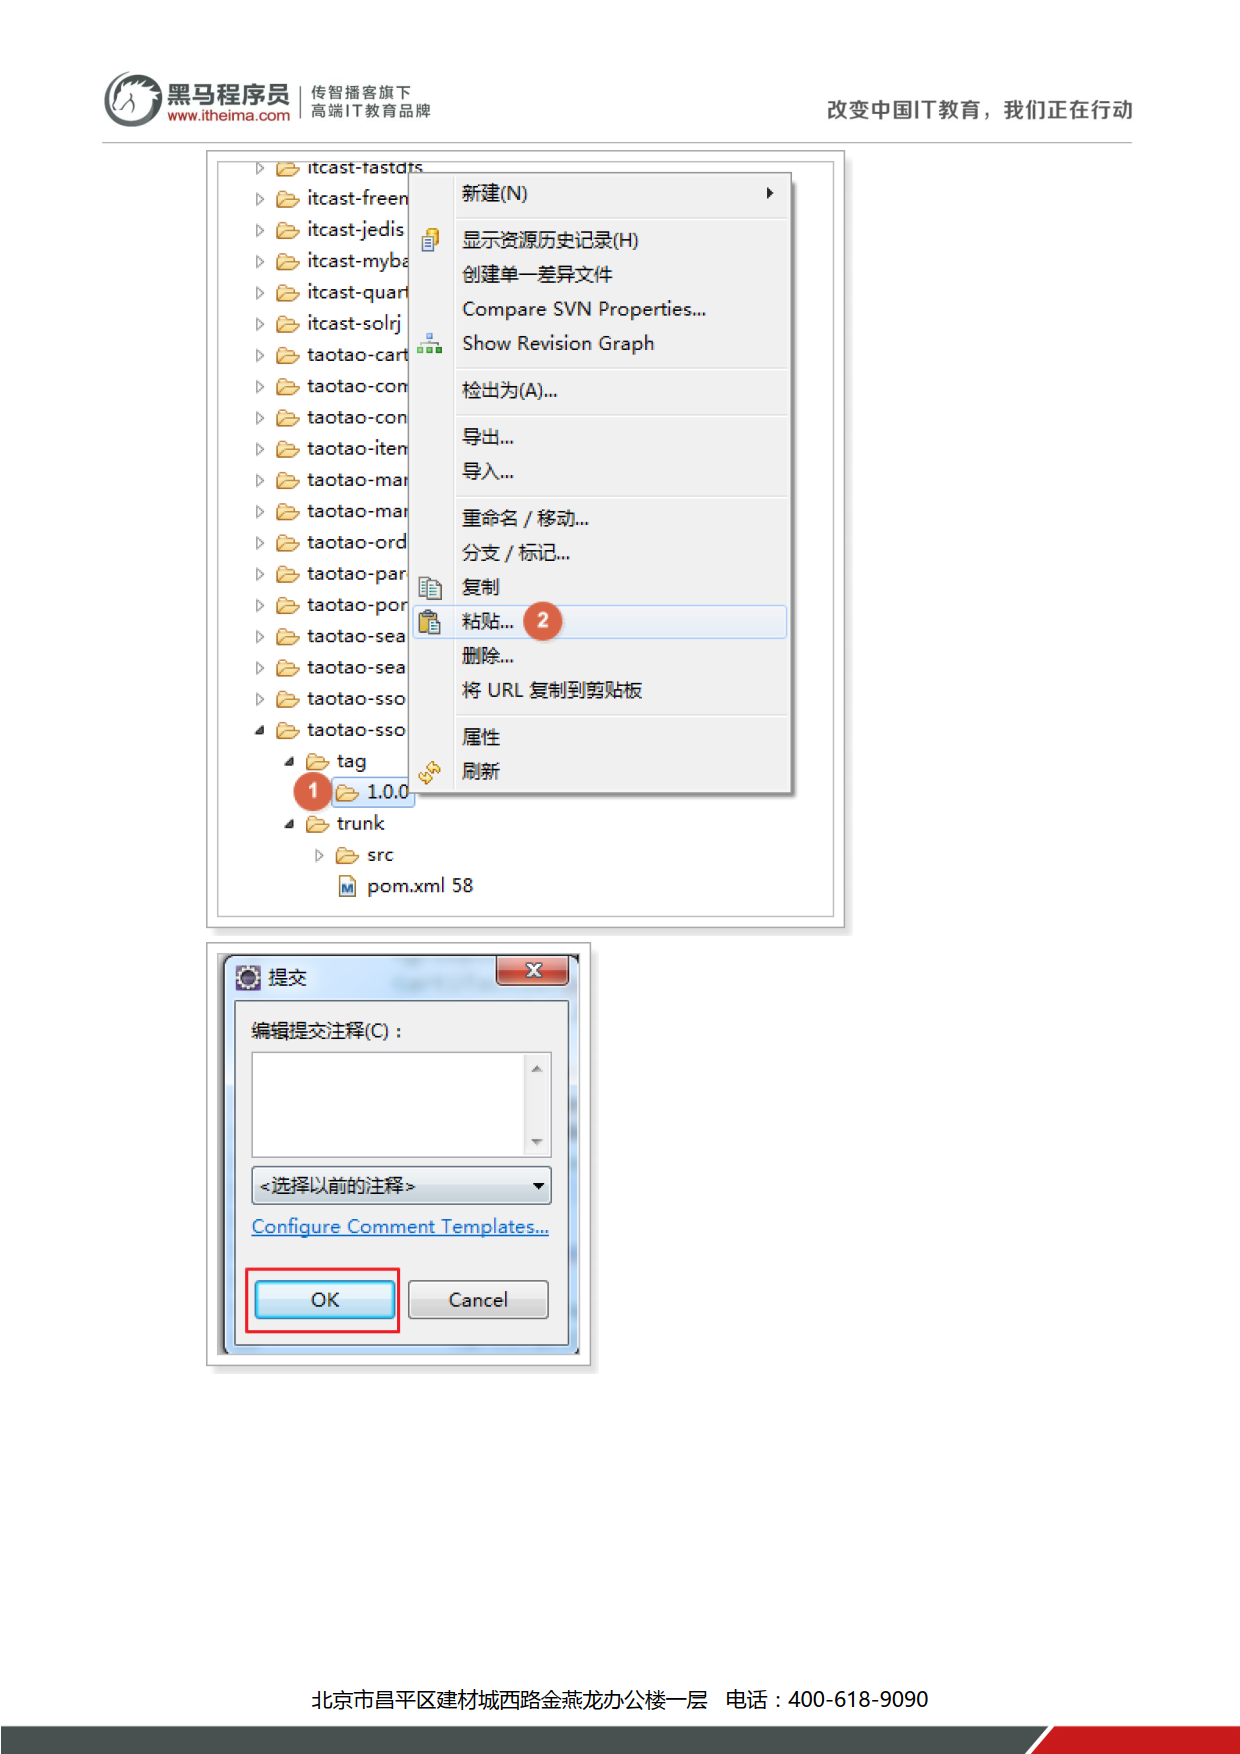 黑马程序员
www.itheima.com
传智播客旗下
高端IT教育品牌
改变中国IT教育，我们正在行动
itcast-fastdfs
itcast-freem
itcast-jedis
itcast-myba
itcast-quart
itcast-solrj
taotao-cart
taotao-com
taotao-con
taotao-item
taotao-man
taotao-man
taotao-ord
taotao-pare
taotao-por
taotao-sea
taotao-sea
taotao-sso
taotao-sso
tag
1
1.0.0
trunk
src
pom.xml 58
新建(N)
显示资源历史记录(H)
创建单一差异文件
Compare SVN Properties...
Show Revision Graph
检出为(A)...
导出...
导入...
重命名 / 移动...
分支 / 标记...
复制
粘贴... 2
删除...
将 URL 复制到剪贴板
属性
刷新
提交
编辑提交注释(C)：
<选择以前的注释>
Configure Comment Templates...
OK
Cancel
北京市昌平区建材城西路金燕龙办公楼一层 电话：400-618-9090